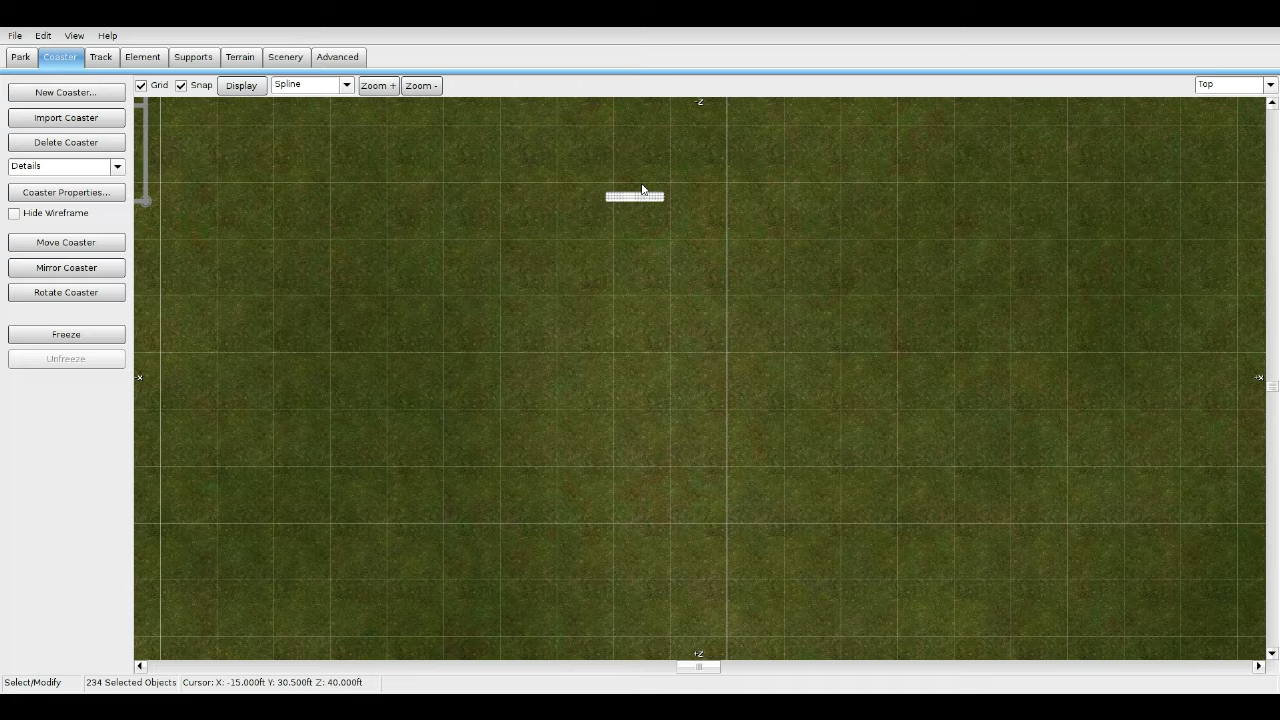 File Edit View Help
Park Coaster Track Element Supports Terrain Scenery Advanced
New Coaster... Grid Snap Display Spline Zoom + Zoom - Top
-Z
Import Coaster
Delete Coaster
Details
Coaster Properties...
Hide Wireframe
Move Coaster
Mirror Coaster
Rotate Coaster
Freeze
Unfreeze
-X +X
+Z
Select/Modify 234 Selected Objects Cursor: X: -15.000ft Y: 30.500ft Z: 40.000ft